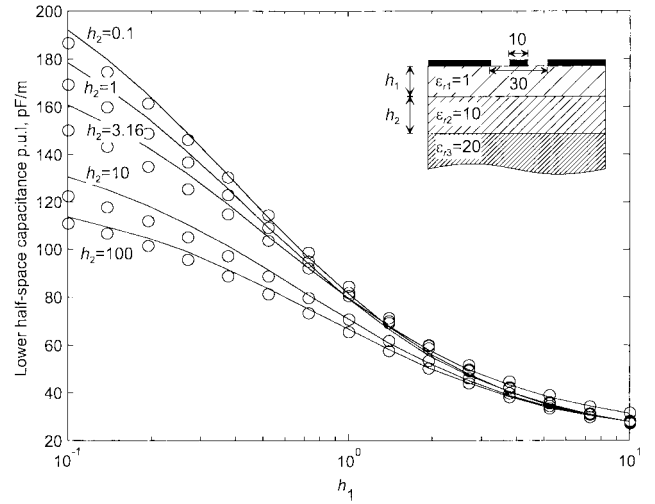 Lower half-space capacitance p.u.l, pF/m
200
180
160
140
120
100
80
60
40
20
h₂=0.1
h₂=1
h₂=3.16
h₂=10
h₂=100
10
30
h₁
h₂
εr1=1
εr2=10
εr3=20
10⁻¹
10⁰
10¹
h₁